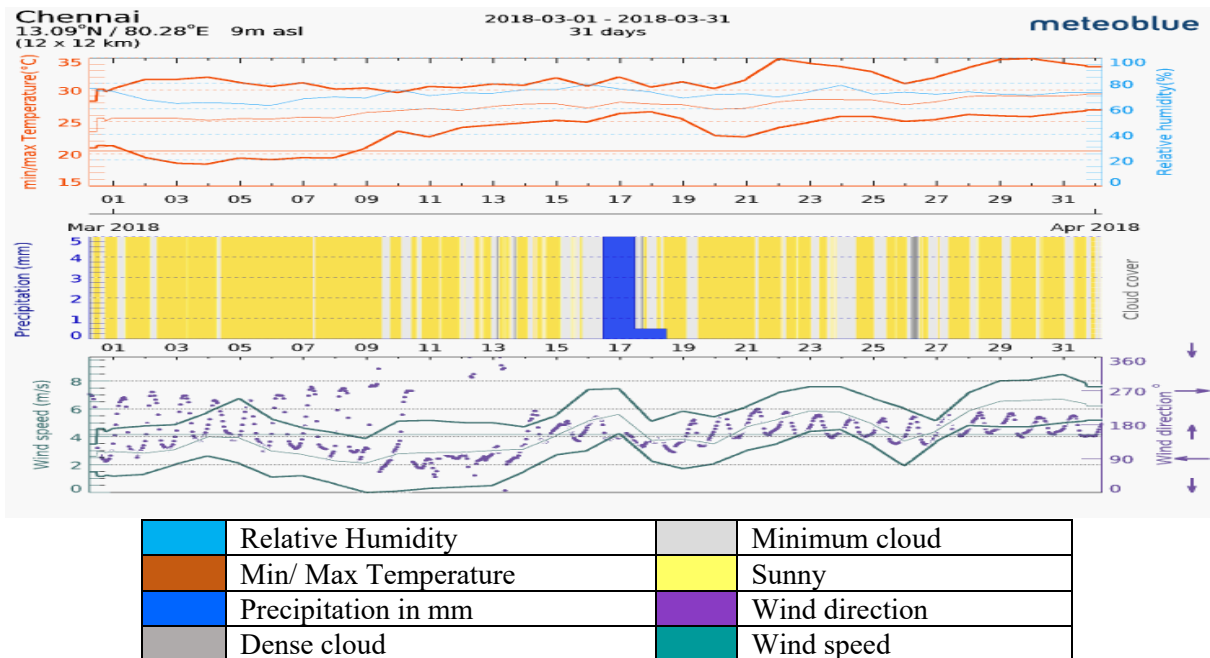 Chennai
13.09°N / 80.28°E 9m asl
(12 x 12 km)
2018-03-01 - 2018-03-31
31 days
meteoblue
min/max Temperature(°C)
35
30
25
20
15
100
80
60
40
20
0
Relative humidity(%)
01 03 05 07 09 11 13 15 17 19 21 23 25 27 29 31
Mar 2018 Apr 2018
Precipitation (mm)
5
4
3
2
1
0
Cloud cover
01 03 05 07 09 11 13 15 17 19 21 23 25 27 29 31
Wind speed (m/s)
8
6
4
2
0
360
270
180
90
0
Wind direction °
Relative Humidity Minimum cloud
Min/ Max Temperature Sunny
Precipitation in mm Wind direction
Dense cloud Wind speed